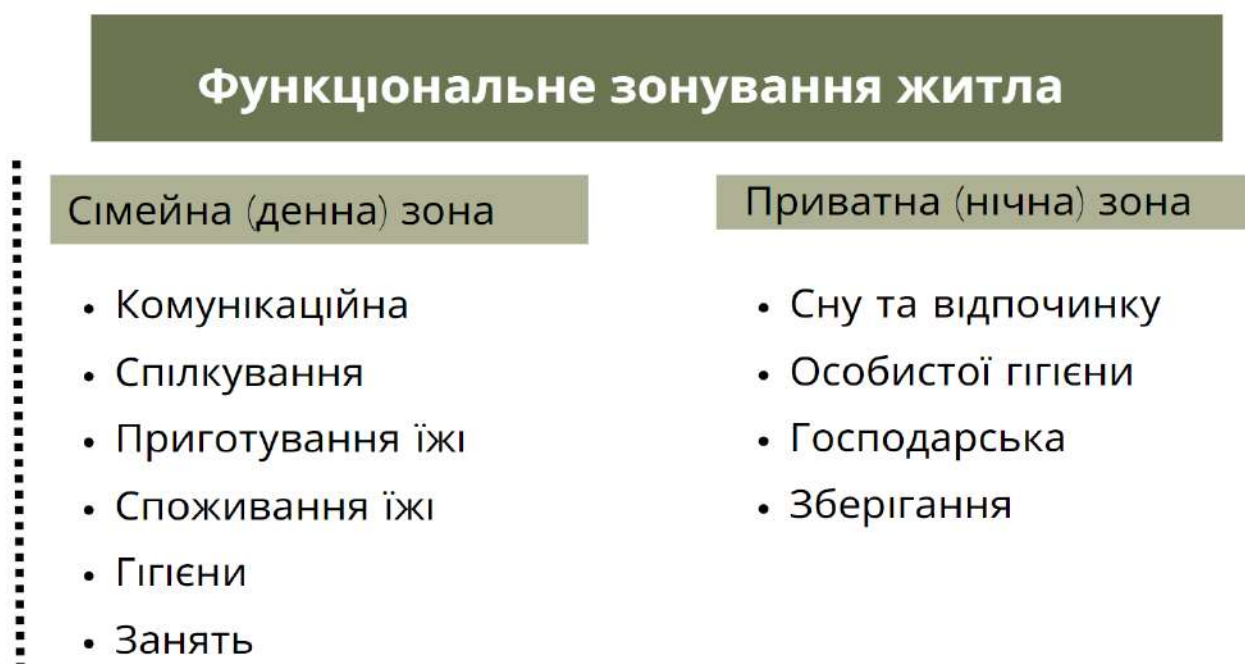 Функціональне зонування житла
Сімейна (денна) зона
• Комунікаційна
• Спілкування
• Приготування їжі
• Споживання їжі
• Гігієни
• Занять
Приватна (нічна) зона
• Сну та відпочинку
• Особистої гігієни
• Господарська
• Зберігання